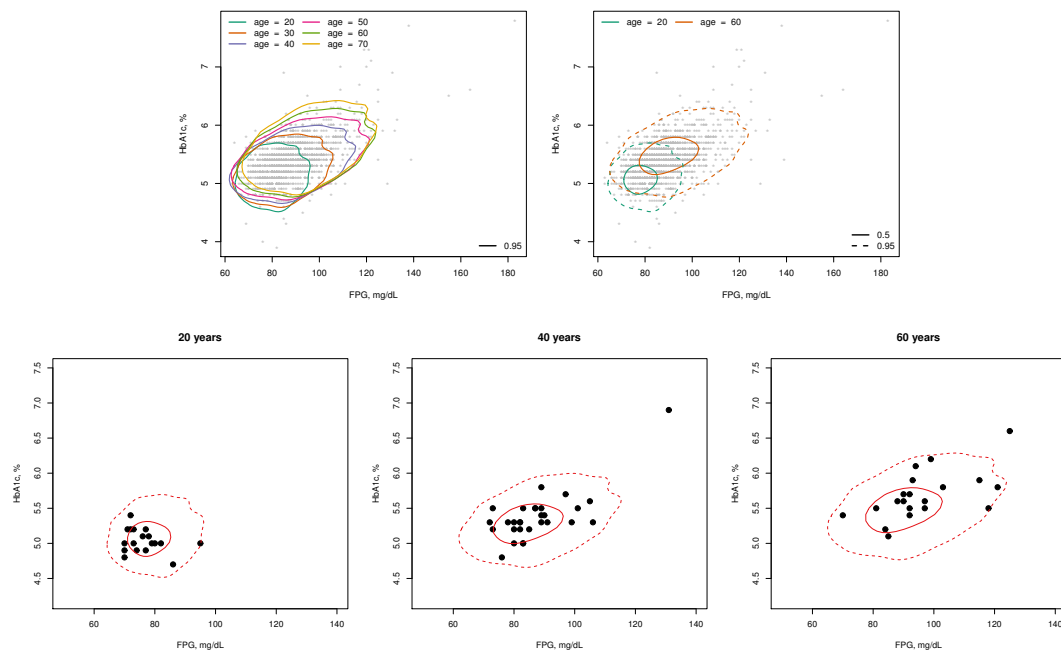 age = 20 age = 50
age = 30 age = 60
age = 40 age = 70
HbA1c, %
7
6
5
4
0.95
60 80 100 120 140 160 180
FPG, mg/dL
age = 20 age = 60
HbA1c, %
7
6
5
4
0.5
0.95
60 80 100 120 140 160 180
FPG, mg/dL
20 years
HbA1c, %
7.5
7.0
6.5
6.0
5.5
5.0
4.5
60 80 100 120 140
FPG, mg/dL
40 years
HbA1c, %
7.5
7.0
6.5
6.0
5.5
5.0
4.5
60 80 100 120 140
FPG, mg/dL
60 years
HbA1c, %
7.5
7.0
6.5
6.0
5.5
5.0
4.5
60 80 100 120 140
FPG, mg/dL